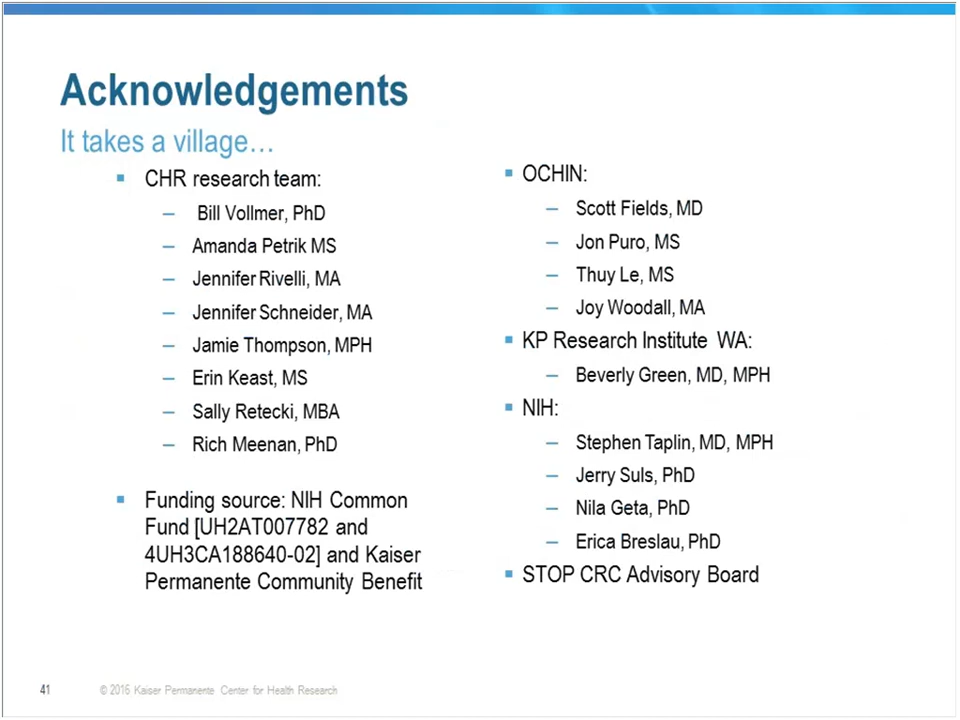 Acknowledgements
It takes a village…
CHR research team:
– Bill Vollmer, PhD
– Amanda Petrik MS
– Jennifer Rivelli, MA
– Jennifer Schneider, MA
– Jamie Thompson, MPH
– Erin Keast, MS
– Sally Retecki, MBA
– Rich Meenan, PhD
Funding source: NIH Common
Fund [UH2AT007782 and
4UH3CA188640-02] and Kaiser
Permanente Community Benefit
OCHIN:
– Scott Fields, MD
– Jon Puro, MS
– Thuy Le, MS
– Joy Woodall, MA
KP Research Institute WA:
– Beverly Green, MD, MPH
NIH:
– Stephen Taplin, MD, MPH
– Jerry Suls, PhD
– Nila Geta, PhD
– Erica Breslau, PhD
STOP CRC Advisory Board
41
© 2016 Kaiser Permanente Center for Health Research